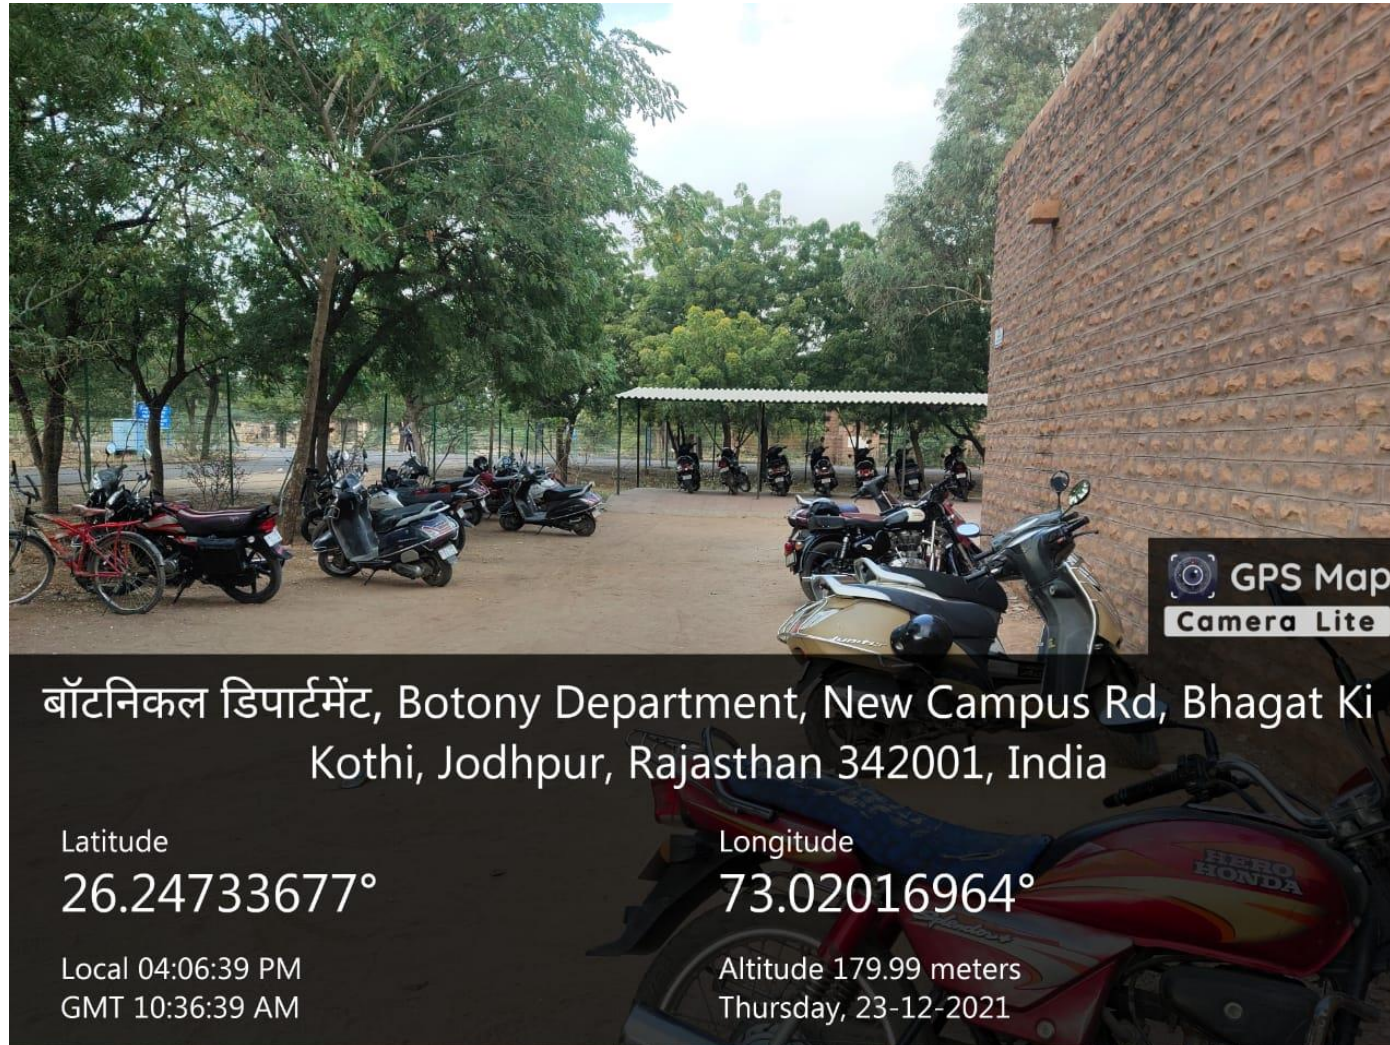 GPS Map
Camera Lite
बॉटनिकल डिपार्टमेंट, Botony Department, New Campus Rd, Bhagat Ki
Kothi, Jodhpur, Rajasthan 342001, India
Latitude
26.24733677°
Longitude
73.02016964°
Local 04:06:39 PM
GMT 10:36:39 AM
Altitude 179.99 meters
Thursday, 23-12-2021
Jupiter
HERO
HONDA
Splendor+